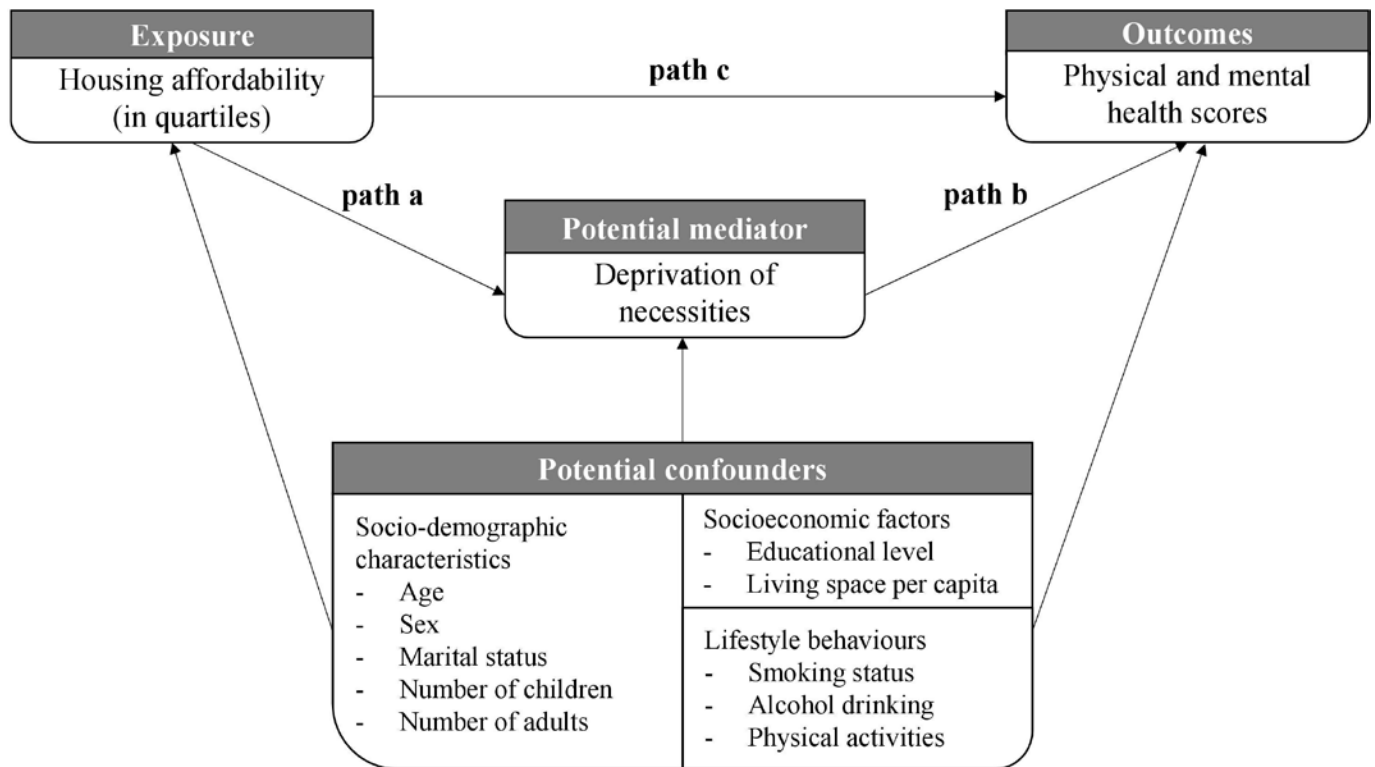 Exposure
Housing affordability
(in quartiles)
path c
Outcomes
Physical and mental
health scores
path a
path b
Potential mediator
Deprivation of
necessities
Potential confounders
Socio-demographic
characteristics
- Age
- Sex
- Marital status
- Number of children
- Number of adults
Socioeconomic factors
- Educational level
- Living space per capita
Lifestyle behaviours
- Smoking status
- Alcohol drinking
- Physical activities